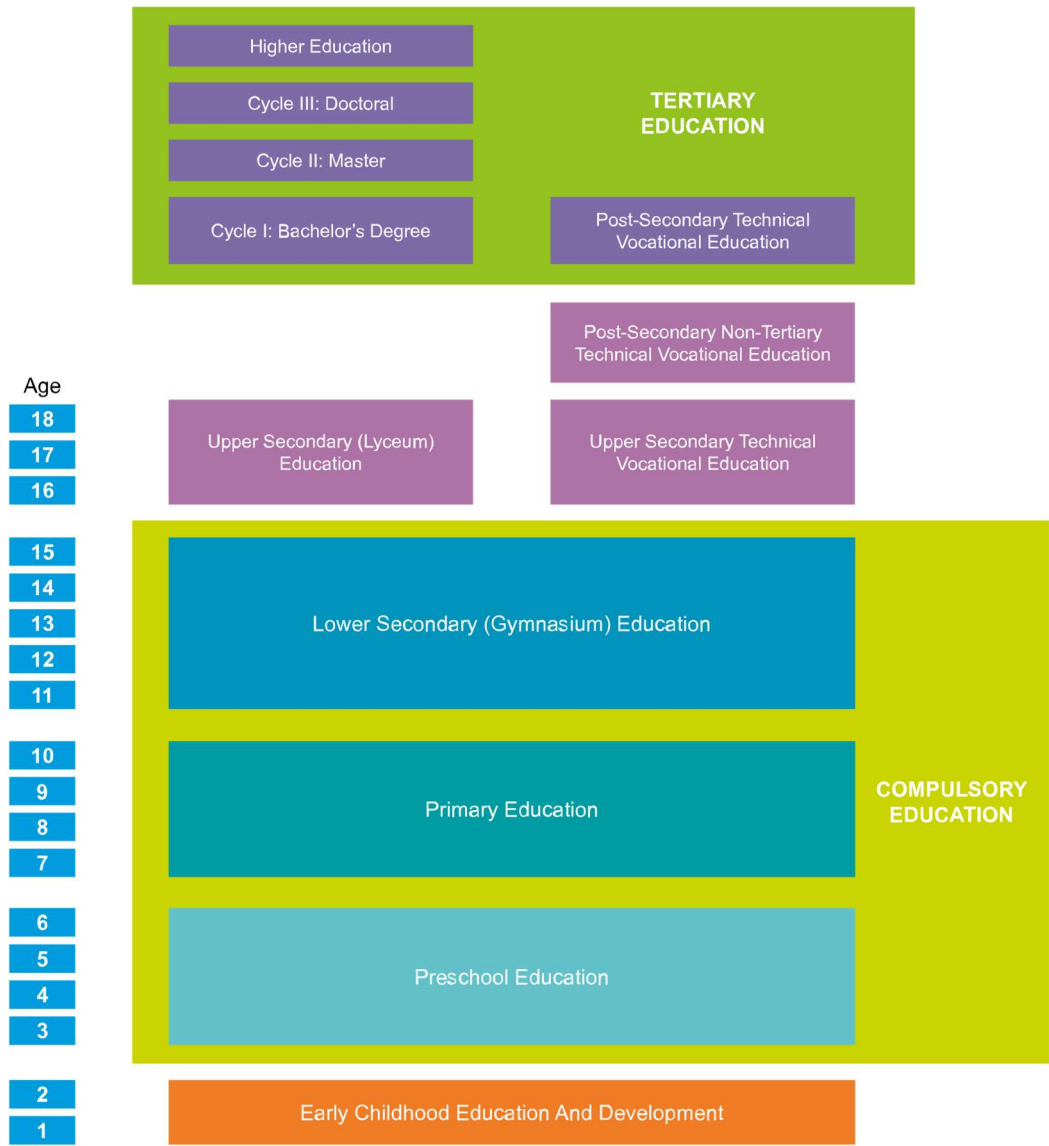 Higher Education
Cycle III: Doctoral
Cycle II: Master
Cycle I: Bachelor's Degree
TERTIARY
EDUCATION
Post-Secondary Technical
Vocational Education
Post-Secondary Non-Tertiary
Technical Vocational Education
Age
18
17
16
Upper Secondary (Lyceum)
Education
Upper Secondary Technical
Vocational Education
15
14
13
12
11
Lower Secondary (Gymnasium) Education
10
9
8
7
Primary Education
COMPULSORY
EDUCATION
6
5
4
3
Preschool Education
2
1
Early Childhood Education And Development